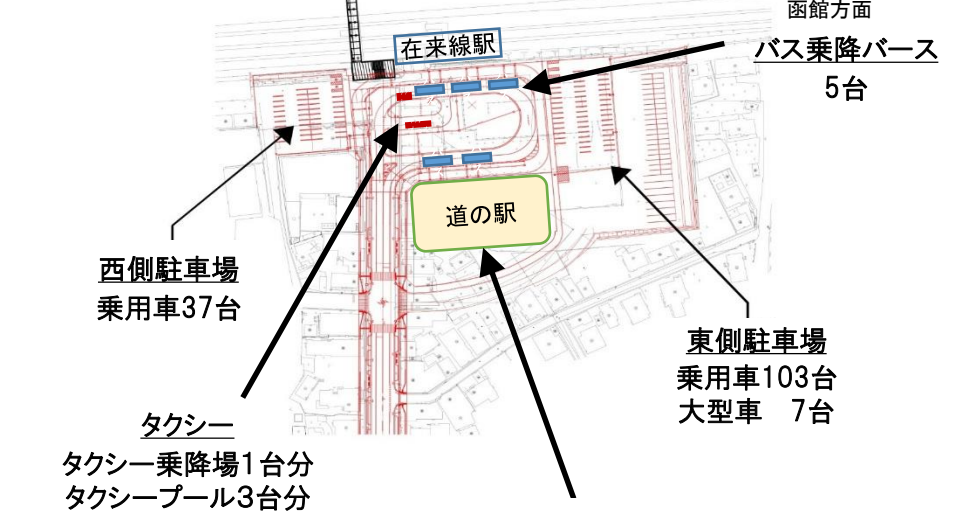 函館方面
在来線駅
バス乗降バース
5台
道の駅
西側駐車場
乗用車37台
東側駐車場
乗用車103台
大型車　7台
タクシー
タクシー乗降場1台分
タクシープール3台分